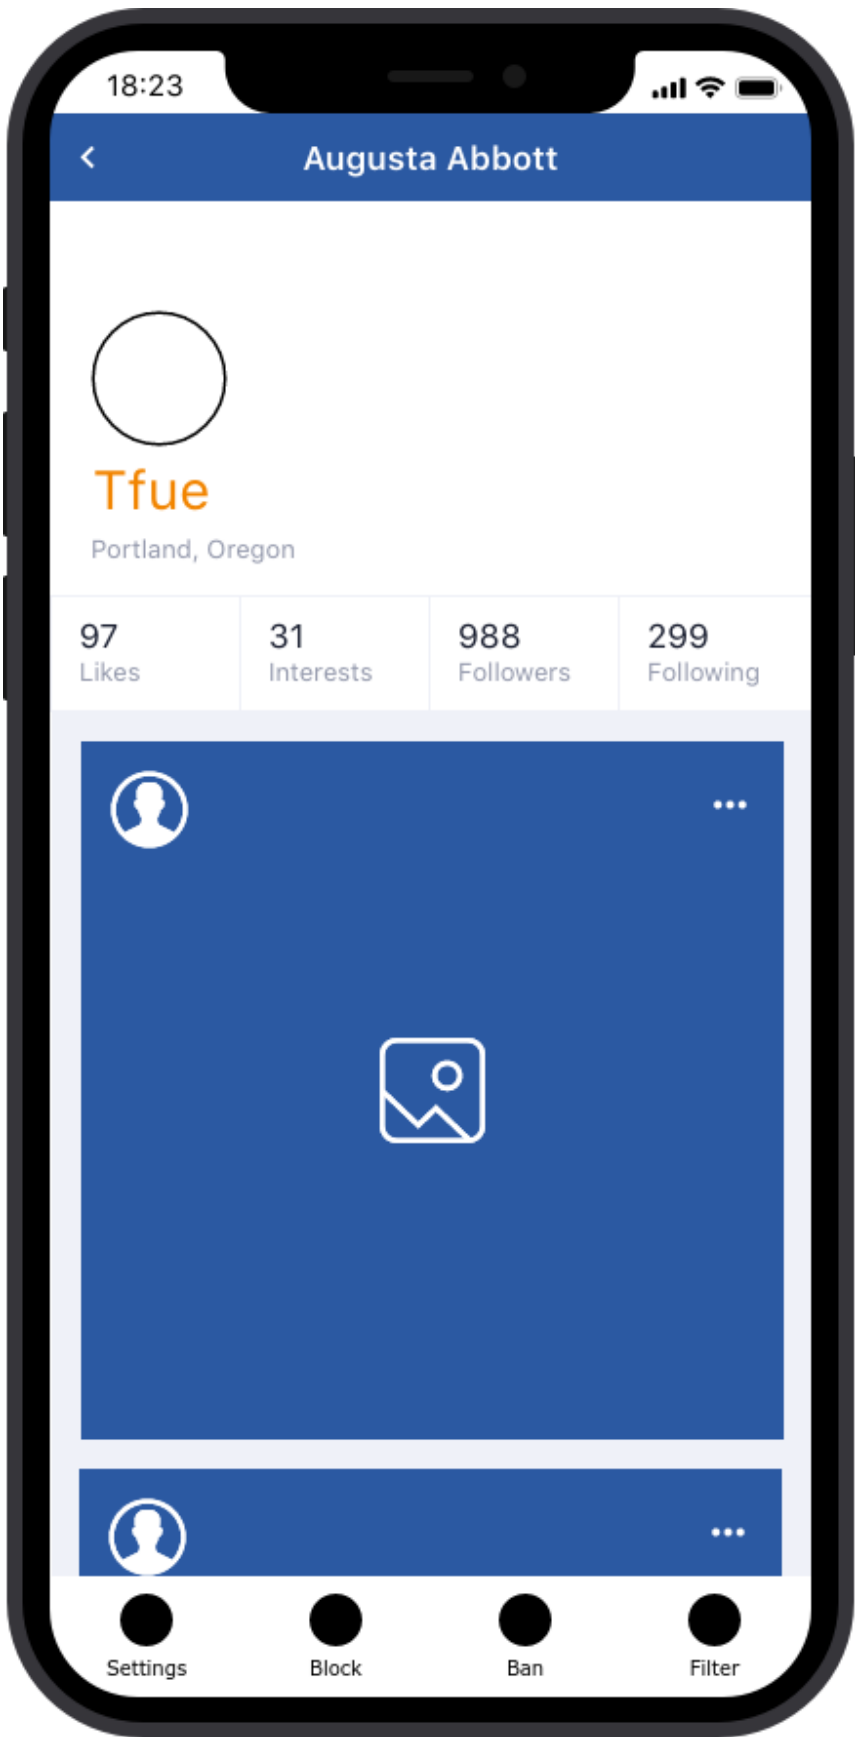 18:23
Augusta Abbott
Tfue
Portland, Oregon
97 31 988 299
Likes Interests Followers Following
Settings Block Ban Filter